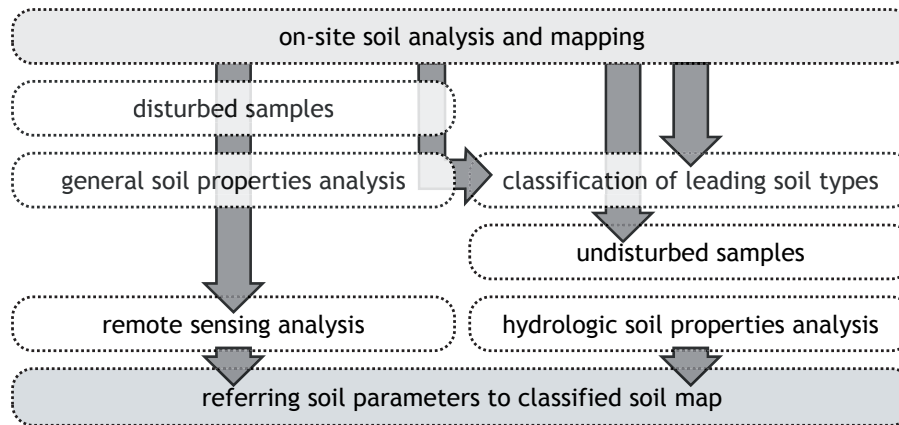 on-site soil analysis and mapping
disturbed samples
general soil properties analysis
classification of leading soil types
undisturbed samples
remote sensing analysis
hydrologic soil properties analysis
referring soil parameters to classified soil map